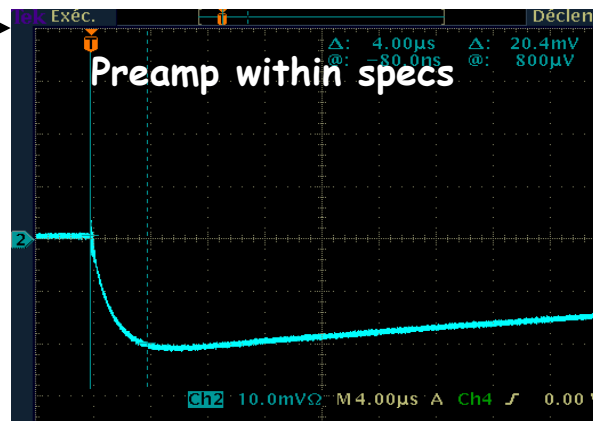 Tek Exéc. Déclen
T
Δ: 4.00µs Δ: 20.4mV
@: −80.0ns @: 800µV
Preamp within specs
2
Ch2 10.0mVΩ M4.00µs A Ch4 ʃ 0.00 V